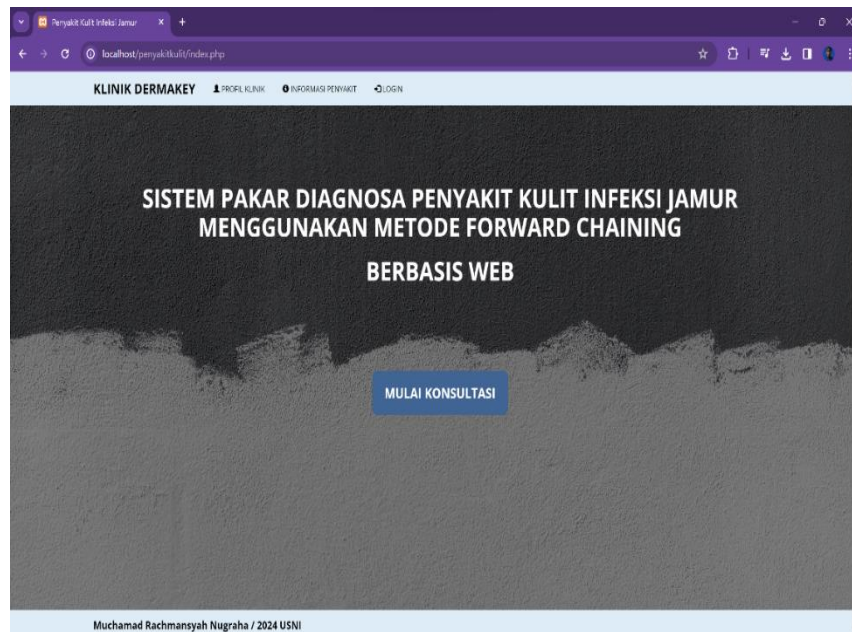 Penyakit Kulit Infeksi Jamur
localhost/penyakitkulit/index.php
KLINIK DERMAKEY PROFIL KLINIK INFORMASI PENYAKIT LOGIN
SISTEM PAKAR DIAGNOSA PENYAKIT KULIT INFEKSI JAMUR
MENGGUNAKAN METODE FORWARD CHAINING
BERBASIS WEB
MULAI KONSULTASI
Muchamad Rachmansyah Nugraha / 2024 USNI